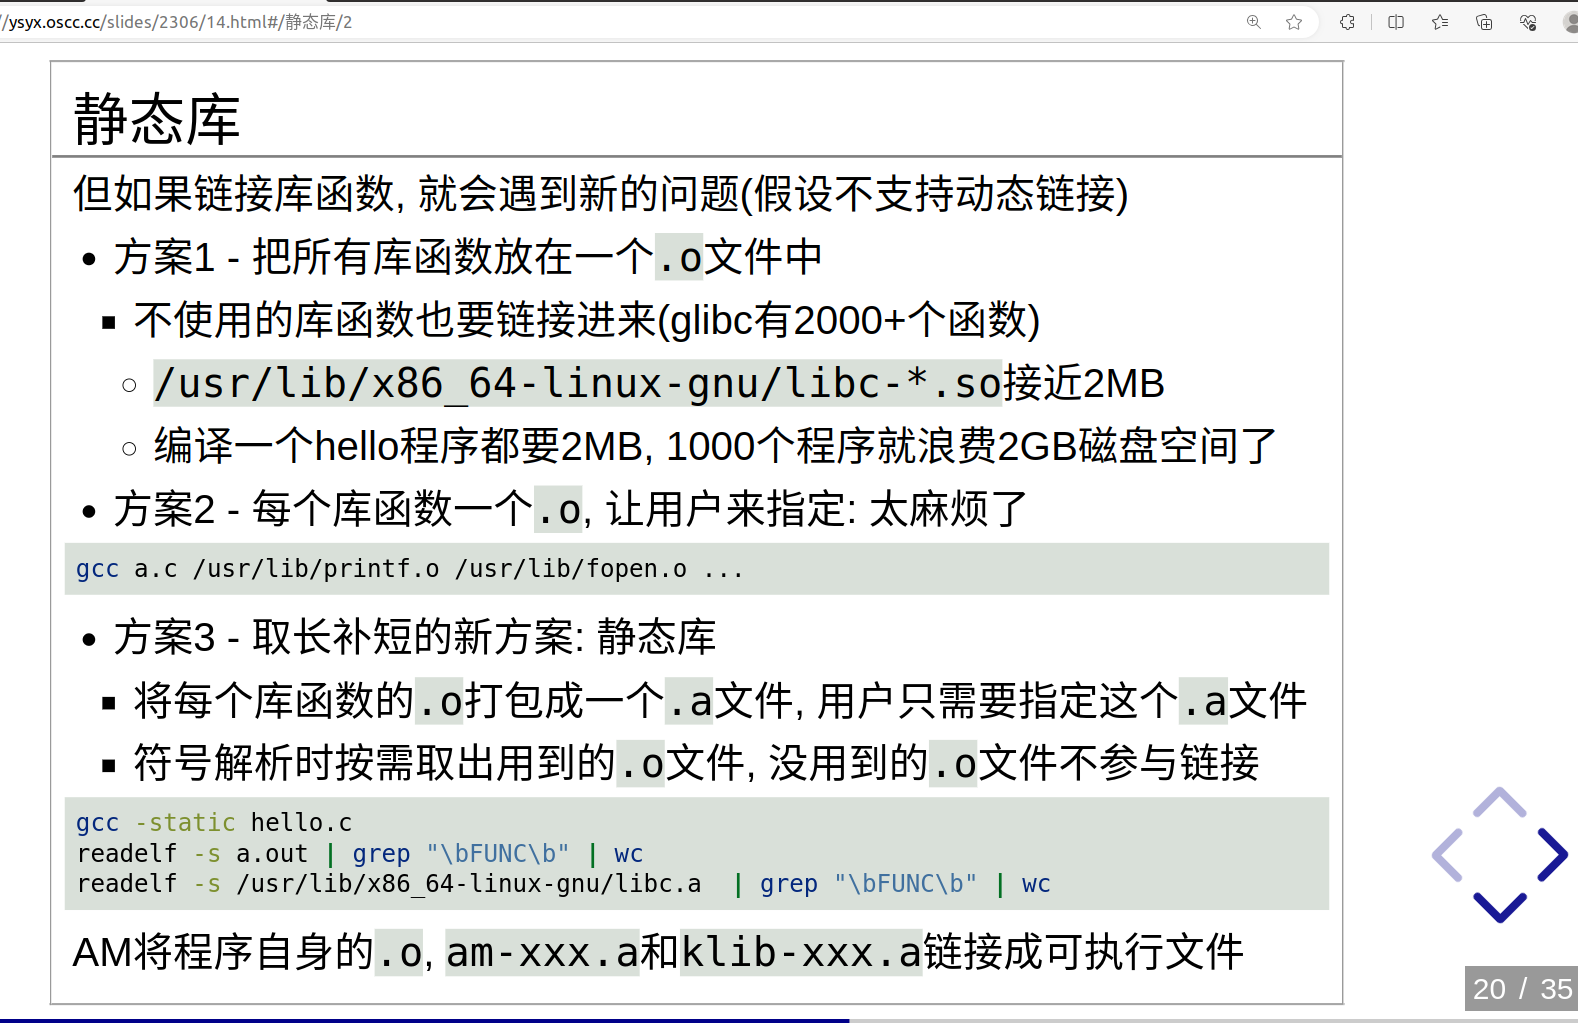 //ysyx.oscc.cc/slides/2306/14.html#/静态库/2
静态库
但如果链接库函数, 就会遇到新的问题(假设不支持动态链接)
方案1 - 把所有库函数放在一个.o文件中
不使用的库函数也要链接进来(glibc有2000+个函数)
/usr/lib/x86_64-linux-gnu/libc-*.so接近2MB
编译一个hello程序都要2MB, 1000个程序就浪费2GB磁盘空间了
方案2 - 每个库函数一个.o, 让用户来指定: 太麻烦了
gcc a.c /usr/lib/printf.o /usr/lib/fopen.o ...
方案3 - 取长补短的新方案: 静态库
将每个库函数的.o打包成一个.a文件, 用户只需要指定这个.a文件
符号解析时按需取出用到的.o文件, 没用到的.o文件不参与链接
gcc -static hello.c
readelf -s a.out | grep "\bFUNC\b" | wc
readelf -s /usr/lib/x86_64-linux-gnu/libc.a  | grep "\bFUNC\b" | wc
AM将程序自身的.o, am-xxx.a和klib-xxx.a链接成可执行文件
20 / 35